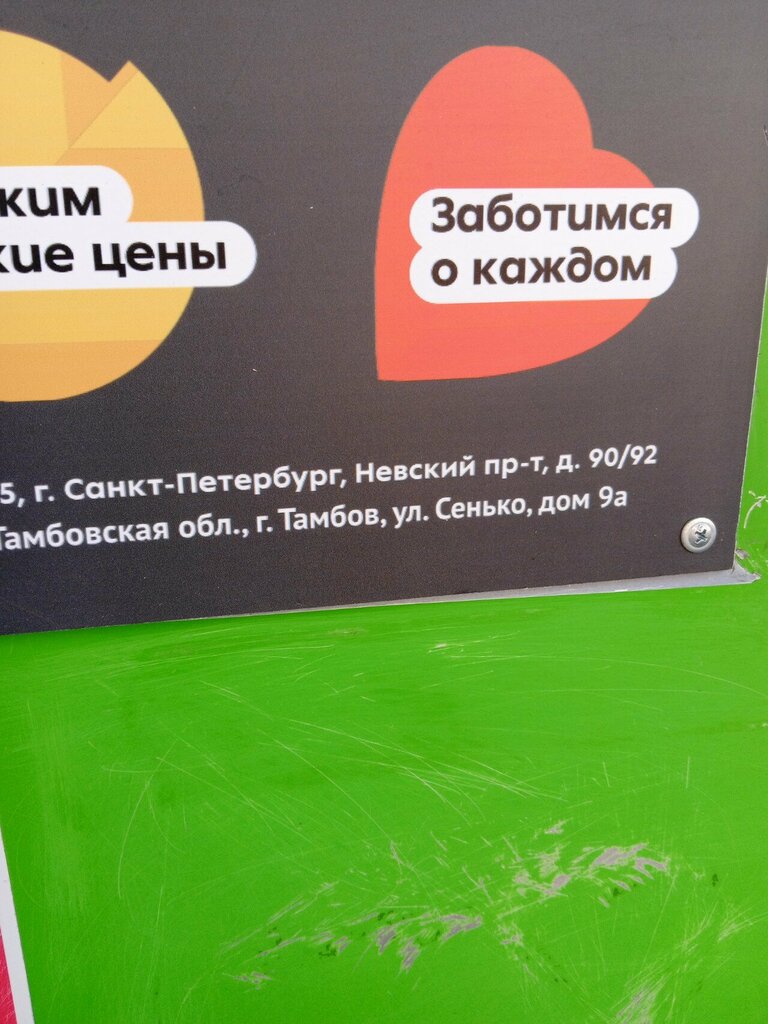 ким
кие цены
Заботимся
о каждом
5, г. Санкт-Петербург, Невский пр-т, д. 90/92
Тамбовская обл., г. Тамбов, ул. Сенько, дом 9а